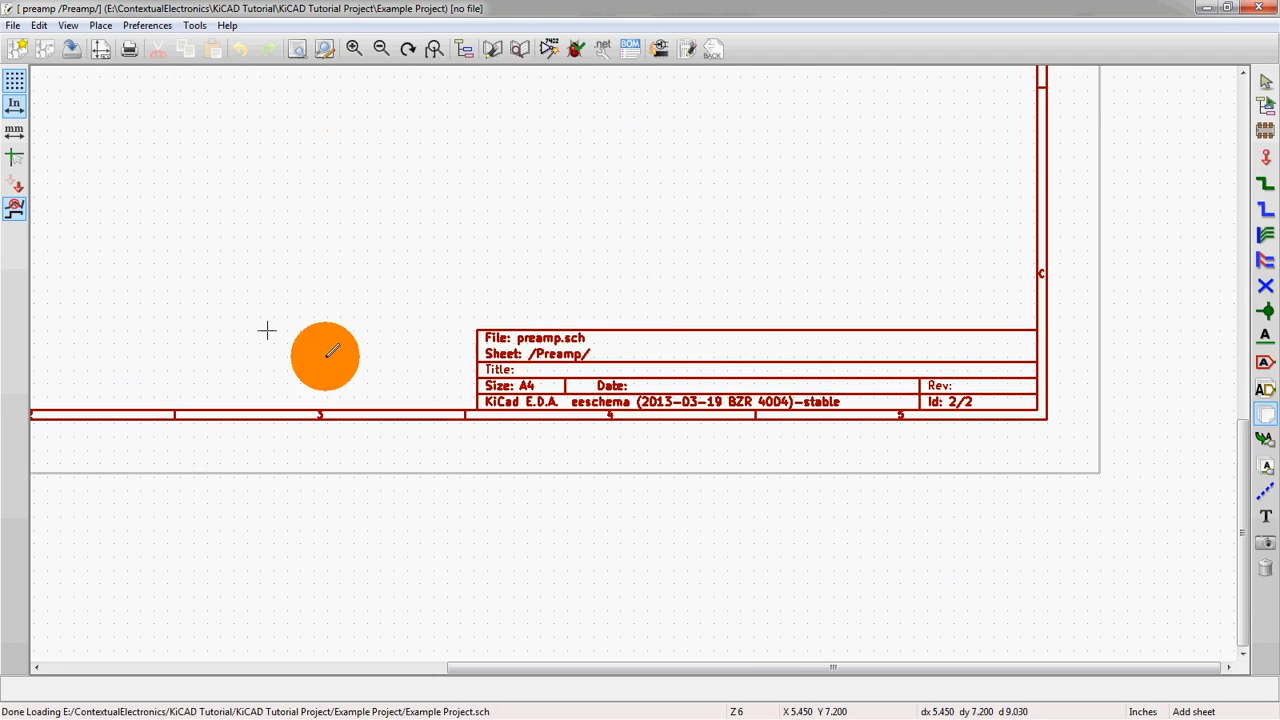 [ preamp /Preamp/] (E:\ContextualElectronics\KiCAD Tutorial\KiCAD Tutorial Project\Example Project) [no file]
File Edit View Place Preferences Tools Help
.net
BOM
BACK
In
mm
C
File: preamp.sch
Sheet: /Preamp/
Title:
Size: A4 Date: Rev:
KiCad E.D.A. eeschema (2013-03-19 BZR 4004)-stable Id: 2/2
3 4 5
A
A
A
A
T
Done Loading E:/ContextualElectronics/KiCAD Tutorial/KiCAD Tutorial Project/Example Project/Example Project.sch Z 6 X 5.450 Y 7.200 dx 5.450 dy 7.200 d 9.030 Inches Add sheet